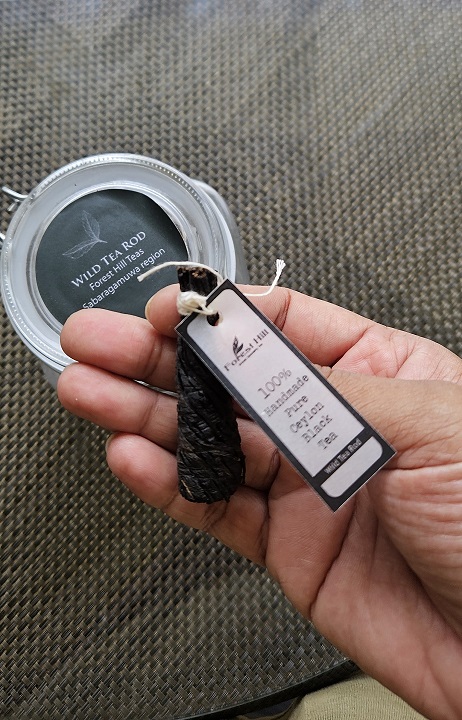 WILD TEA ROD
Forest Hill Teas
Sabaragamuwa region
Forest Hill
100%
Handmade
Pure
Ceylon
Black
Tea
Wild Tea Rod